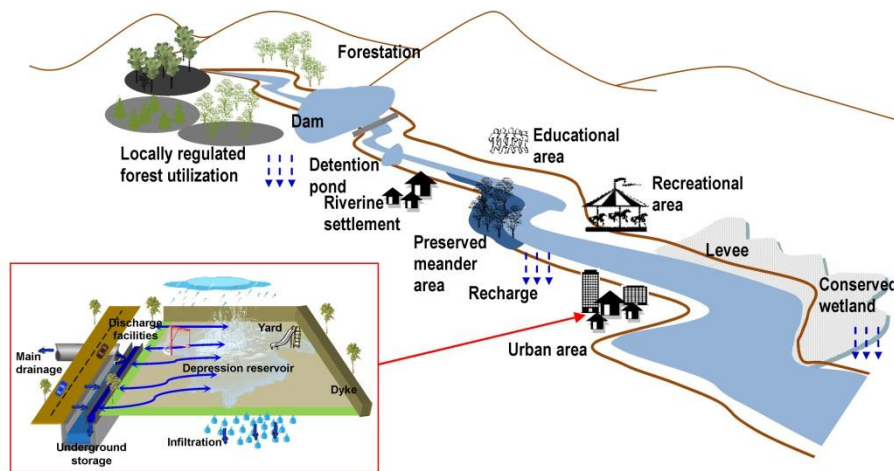 Forestation
Dam
Locally regulated
forest utilization
Detention
pond
Riverine
settlement
Educational
area
Recreational
area
Preserved
meander
area
Levee
Recharge
Conserved
wetland
Urban area
Discharge
facilities
Yard
Main
drainage
Depression reservoir
Dyke
Underground
storage
Infiltration